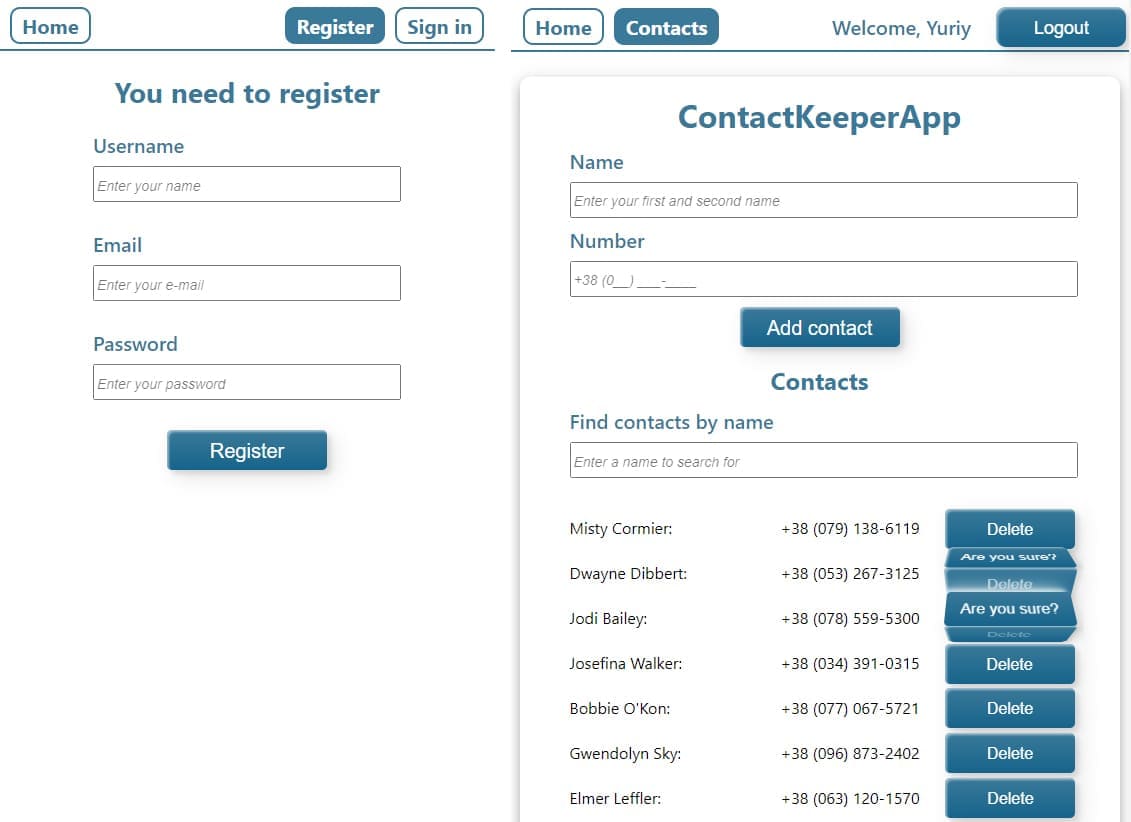 Home Register Sign in
You need to register
Username
Enter your name
Email
Enter your e-mail
Password
Enter your password
Register
Home Contacts Welcome, Yuriy Logout
ContactKeeperApp
Name
Enter your first and second name
Number
+38 (0__) ___-____
Add contact
Contacts
Find contacts by name
Enter a name to search for
Misty Cormier: +38 (079) 138-6119 Delete
Are you sure?
Dwayne Dibbert: +38 (053) 267-3125 Delete
Jodi Bailey: +38 (078) 559-5300 Are you sure?
Delete
Josefina Walker: +38 (034) 391-0315 Delete
Bobbie O'Kon: +38 (077) 067-5721 Delete
Gwendolyn Sky: +38 (096) 873-2402 Delete
Elmer Leffler: +38 (063) 120-1570 Delete